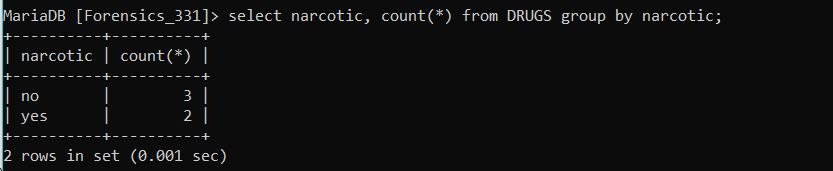 MariaDB [Forensics_331]> select narcotic, count(*) from DRUGS group by narcotic;
+----------+----------+
| narcotic | count(*) |
+----------+----------+
| no       |        3 |
| yes      |        2 |
+----------+----------+
2 rows in set (0.001 sec)